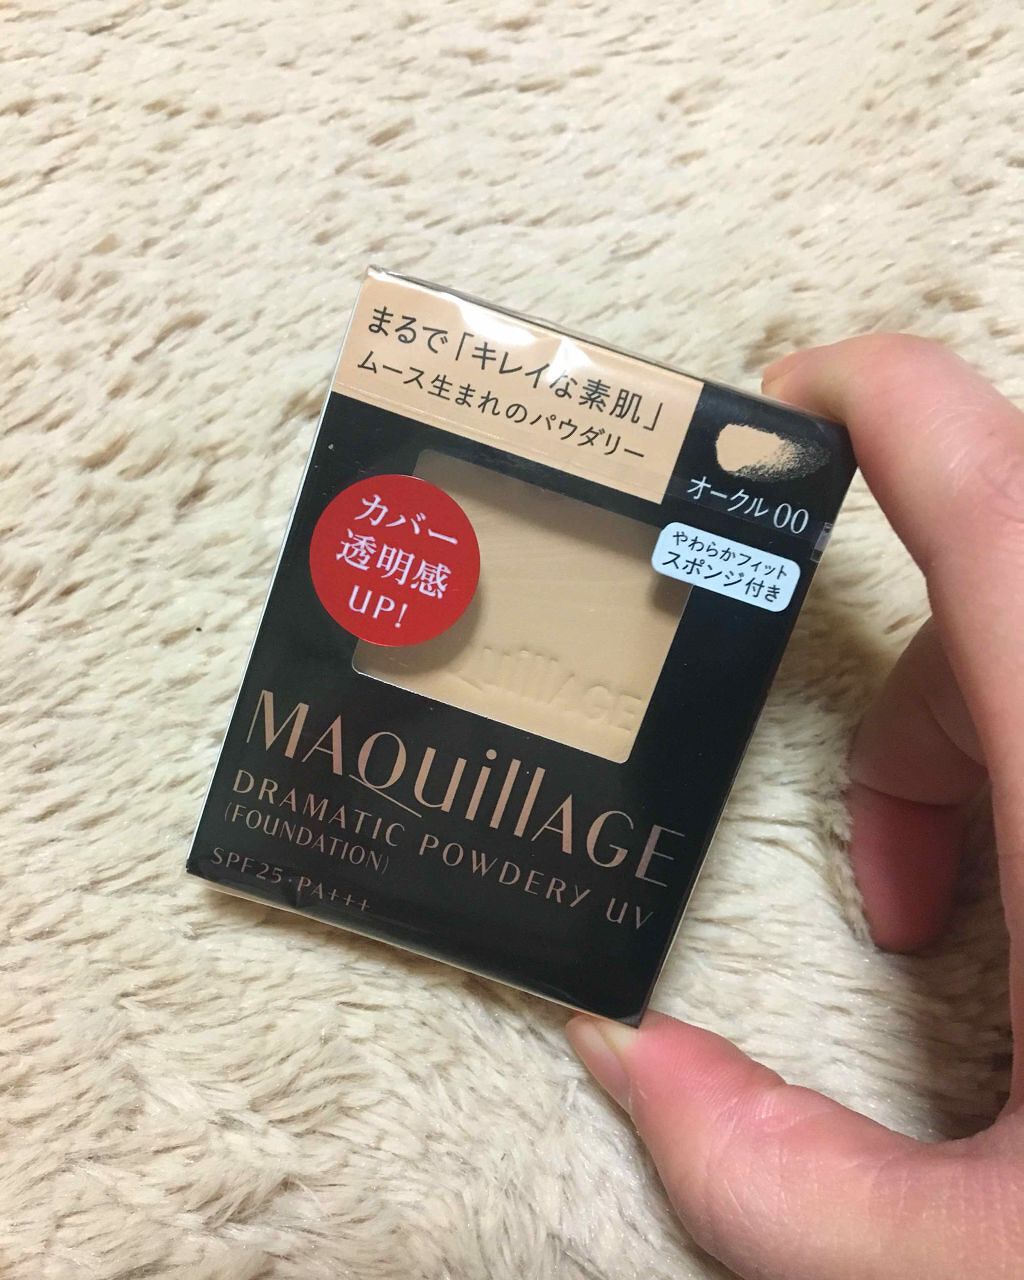 まるで「キレイな素肌」
ムース生まれのパウダリー
オークル00
やわらかフィット
スポンジ付き
カバー
透明感
UP!
MAQuillAGE
MAQuillAGE
DRAMATIC POWDERY UV
(FOUNDATION)
SPF25・PA+++